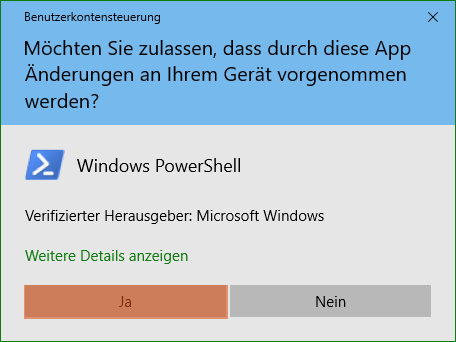 Benutzerkontensteuerung
Möchten Sie zulassen, dass durch diese App
Änderungen an Ihrem Gerät vorgenommen
werden?
Windows PowerShell
Verifizierter Herausgeber: Microsoft Windows
Weitere Details anzeigen
Ja
Nein